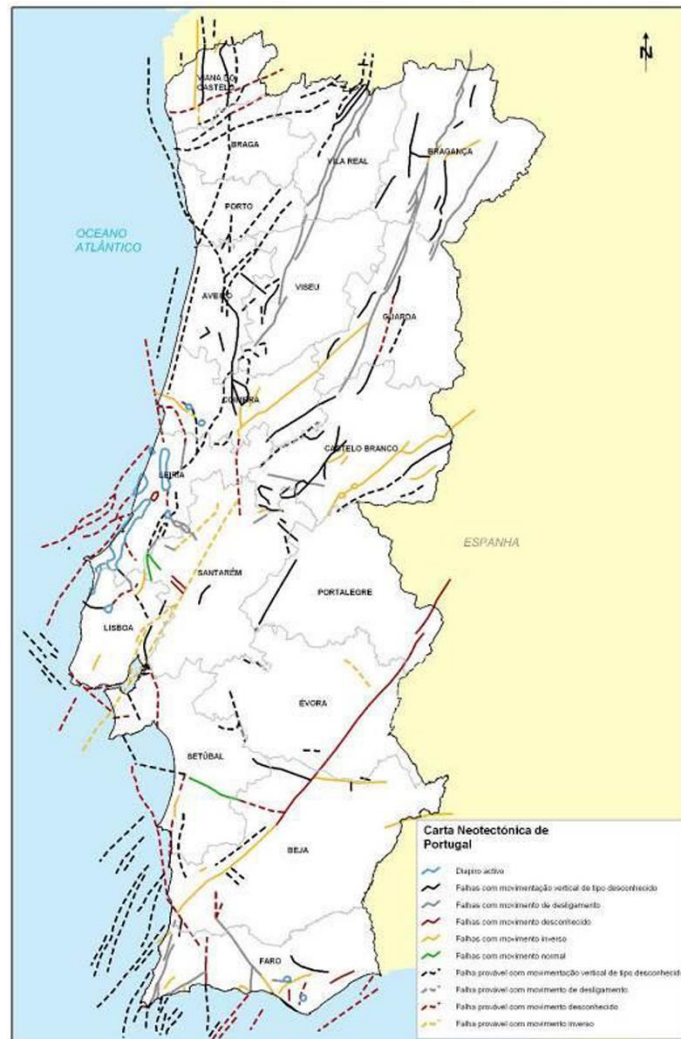 N
VIANA DO
CASTELO
BRAGA
VILA REAL
BRAGANÇA
PORTO
OCEANO
ATLÂNTICO
AVEIRO
VISEU
GUARDA
COIMBRA
CASTELO BRANCO
LEIRIA
ESPANHA
SANTARÉM
PORTALEGRE
LISBOA
ÉVORA
SETÚBAL
BEJA
FARO
Carta Neotectónica de
Portugal
Diapiro activo
Falhas com movimentação vertical de tipo desconhecido
Falhas com movimento de desligamento
Falhas com movimento desconhecido
Falhas com movimento inverso
Falhas com movimento normal
Falha provável com movimentação vertical de tipo desconhecido
Falha provável com movimento de desligamento
Falha provável com movimento desconhecido
Falha provável com movimento inverso